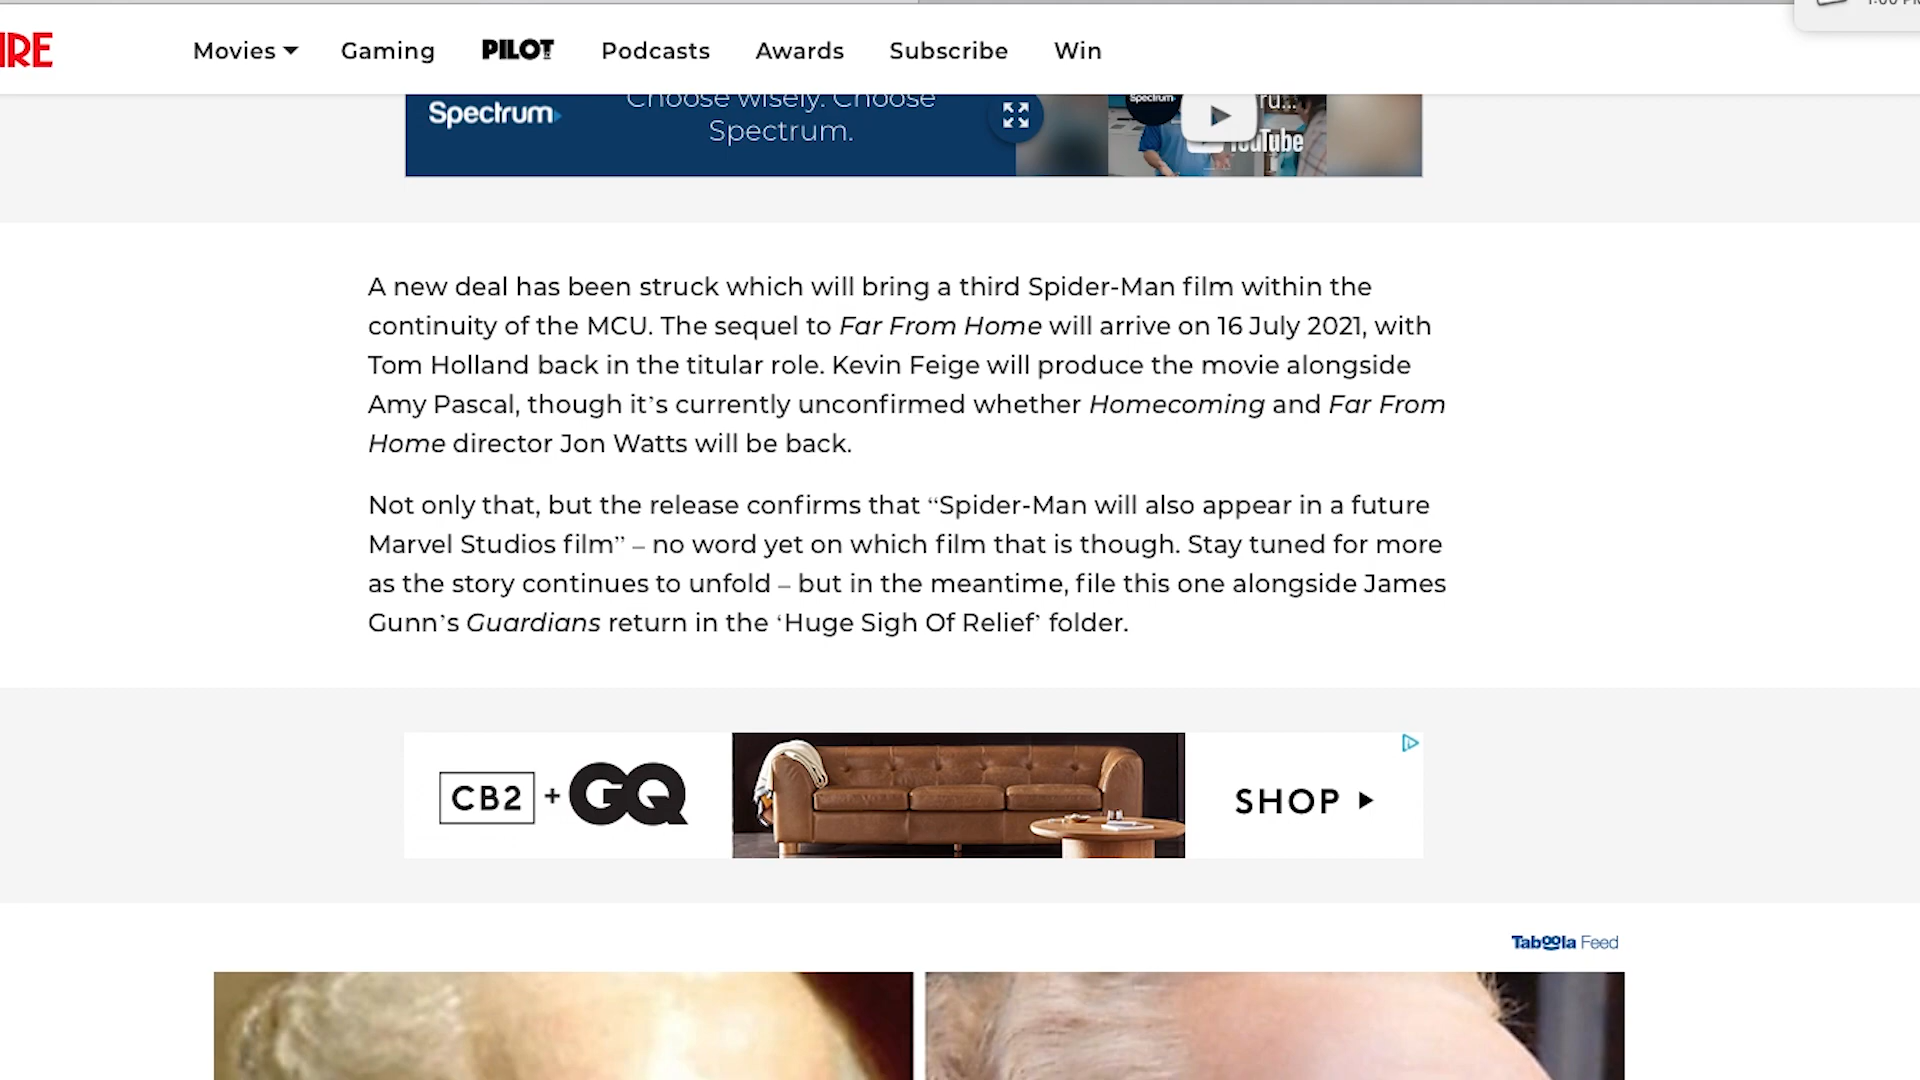 IRE
Movies Gaming PILOT Podcasts Awards Subscribe Win
Choose wisely. Choose
Spectrum.
Spectrum
Spectrum
YouTube
A new deal has been struck which will bring a third Spider-Man film within the
continuity of the MCU. The sequel to Far From Home will arrive on 16 July 2021, with
Tom Holland back in the titular role. Kevin Feige will produce the movie alongside
Amy Pascal, though it’s currently unconfirmed whether Homecoming and Far From
Home director Jon Watts will be back.
Not only that, but the release confirms that “Spider-Man will also appear in a future
Marvel Studios film” – no word yet on which film that is though. Stay tuned for more
as the story continues to unfold – but in the meantime, file this one alongside James
Gunn’s Guardians return in the ‘Huge Sigh Of Relief’ folder.
CB2 + GQ
SHOP
Taboola Feed